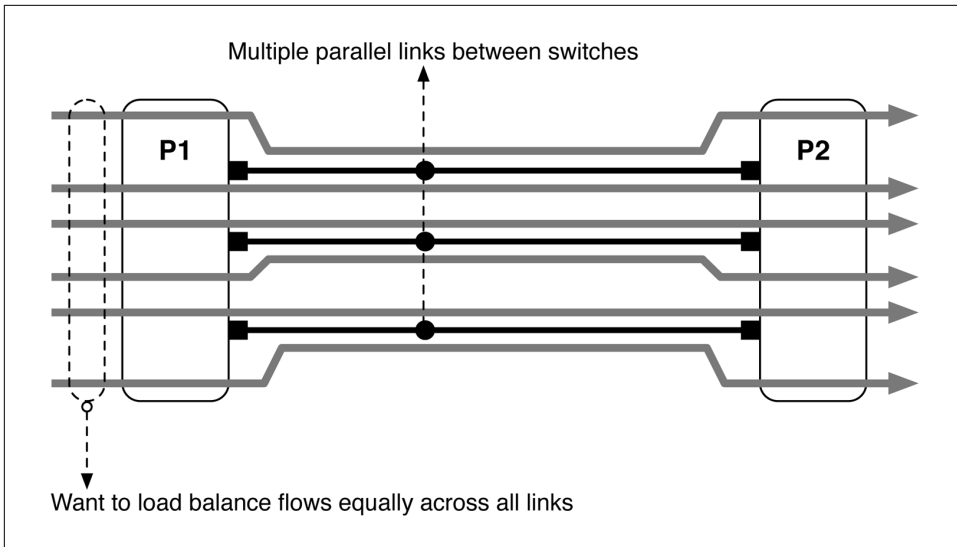 Multiple parallel links between switches
P1
P2
Want to load balance flows equally across all links